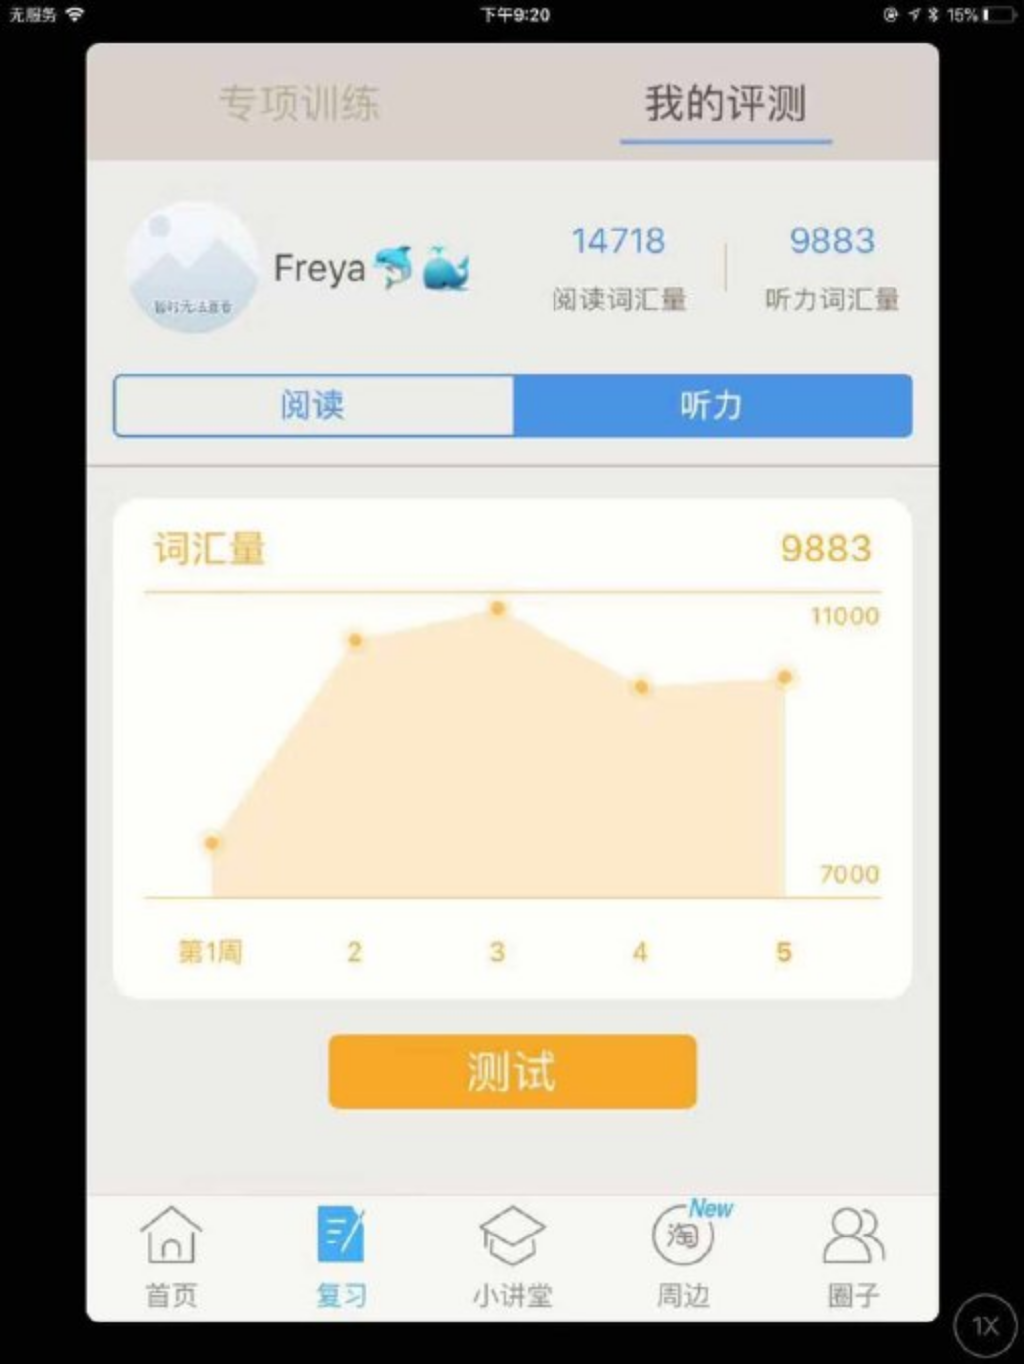 无服务
下午9:20
15%
专项训练
我的评测
Freya
14718
阅读词汇量
9883
听力词汇量
暂时无法查看
阅读
听力
词汇量
9883
11000
7000
第1周 2 3 4 5
测试
首页
复习
小讲堂
淘 New
周边
圈子
1X